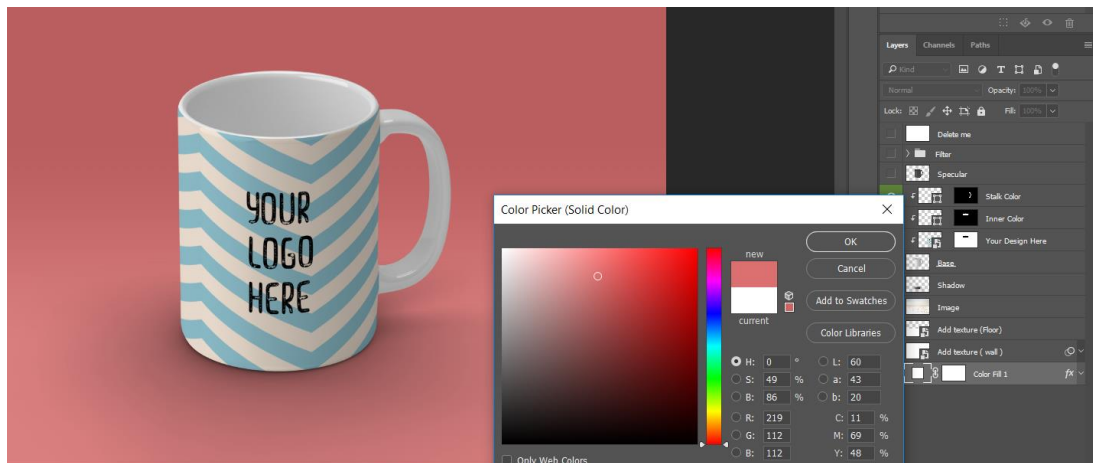 YOUR
LOGO
HERE
Color Picker (Solid Color)
new
current
OK
Cancel
Add to Swatches
Color Libraries
H: 0 °
S: 49 %
B: 86 %
R: 219
G: 112
B: 112
L: 60
a: 43
b: 20
C: 11 %
M: 69 %
Y: 48 %
Only Web Colors
Layers Channels Paths
Kind
Normal Opacity: 100%
Lock: Fill: 100%
Delete me
Filter
Specular
Stalk Color
Inner Color
Your Design Here
Base
Shadow
Image
Add texture (Floor)
Add texture ( wall )
Color Fill 1 fx